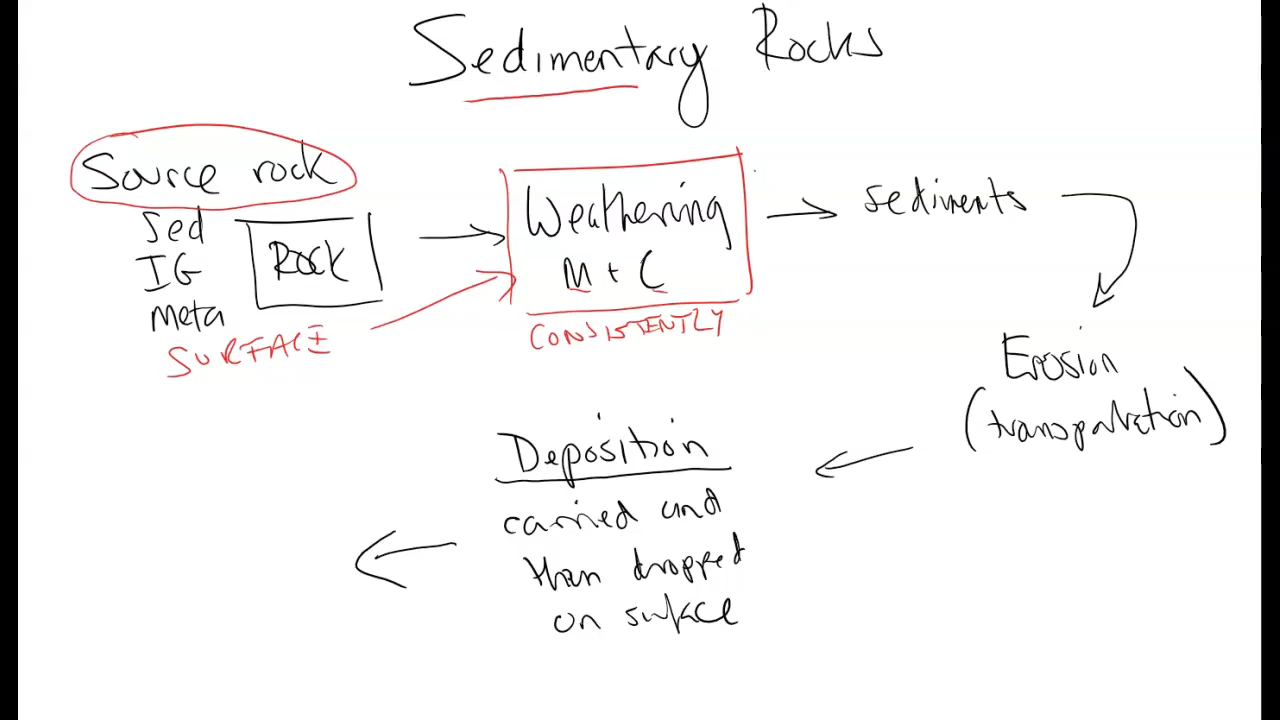 Sedimentary Rocks
Source rock
Sed
IG
Meta
ROCK
SURFACE
Weathering
M + C
CONSISTENTLY
sediments
Erosion
(transportation)
Deposition
carried and
then dropped
on surface